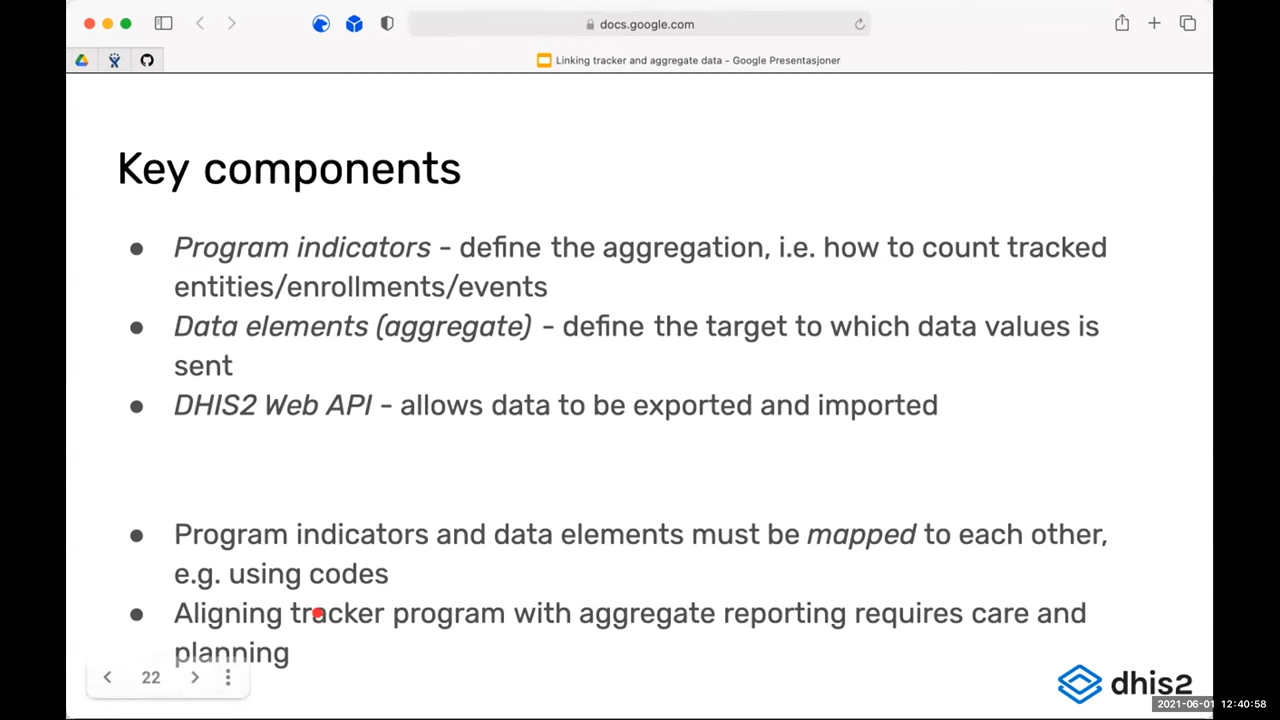 docs.google.com
Linking tracker and aggregate data - Google Presentasjoner
Key components
● Program indicators - define the aggregation, i.e. how to count tracked
entities/enrollments/events
● Data elements (aggregate) - define the target to which data values is
sent
● DHIS2 Web API - allows data to be exported and imported
● Program indicators and data elements must be mapped to each other,
e.g. using codes
● Aligning tracker program with aggregate reporting requires care and
planning
22
dhis2
2021-06-01 12:40:58